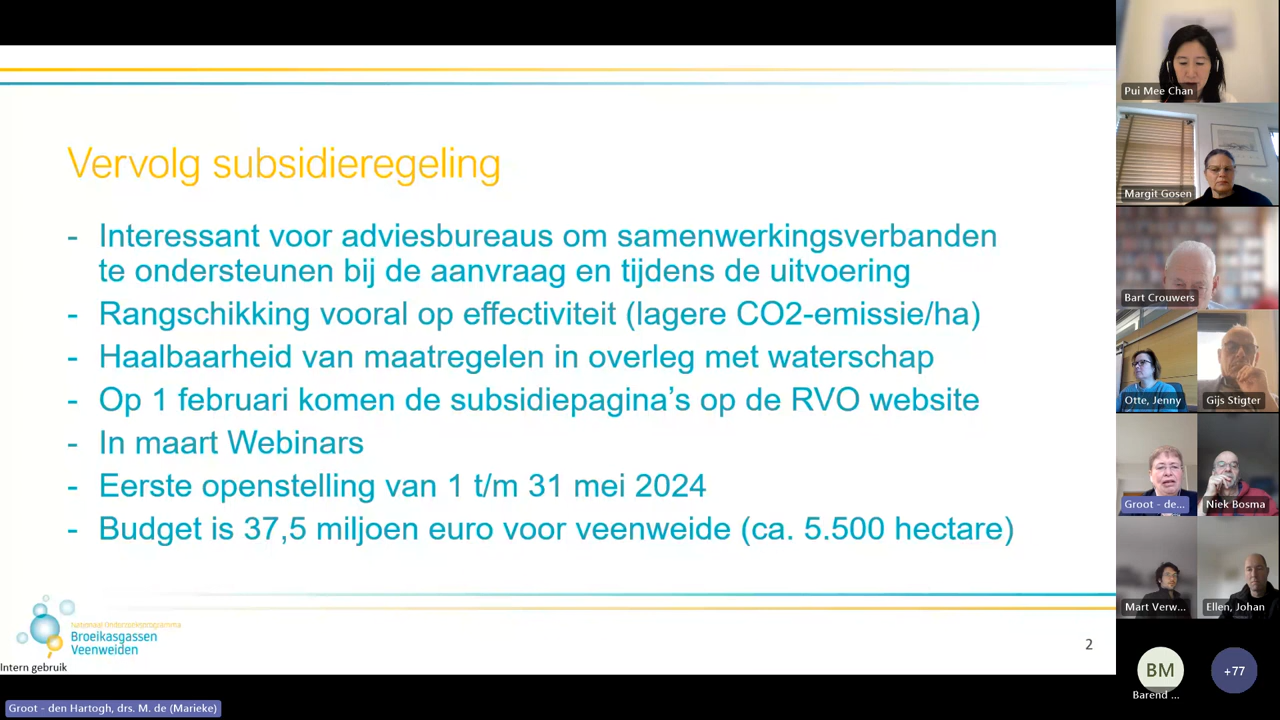 Vervolg subsidieregeling
- Interessant voor adviesbureaus om samenwerkingsverbanden
te ondersteunen bij de aanvraag en tijdens de uitvoering
- Rangschikking vooral op effectiviteit (lagere CO2-emissie/ha)
- Haalbaarheid van maatregelen in overleg met waterschap
- Op 1 februari komen de subsidiepagina's op de RVO website
- In maart Webinars
- Eerste openstelling van 1 t/m 31 mei 2024
- Budget is 37,5 miljoen euro voor veenweide (ca. 5.500 hectare)
Nationaal Onderzoeksprogramma
Broeikasgassen
Veenweiden
Intern gebruik
2
Groot - den Hartogh, drs. M. de (Marieke)
Pui Mee Chan
Margit Gosen
Bart Crouwers
Otte, Jenny
Gijs Stigter
Groot - de...
Niek Bosma
Mart Verw...
Ellen, Johan
BM
Barend ...
+77